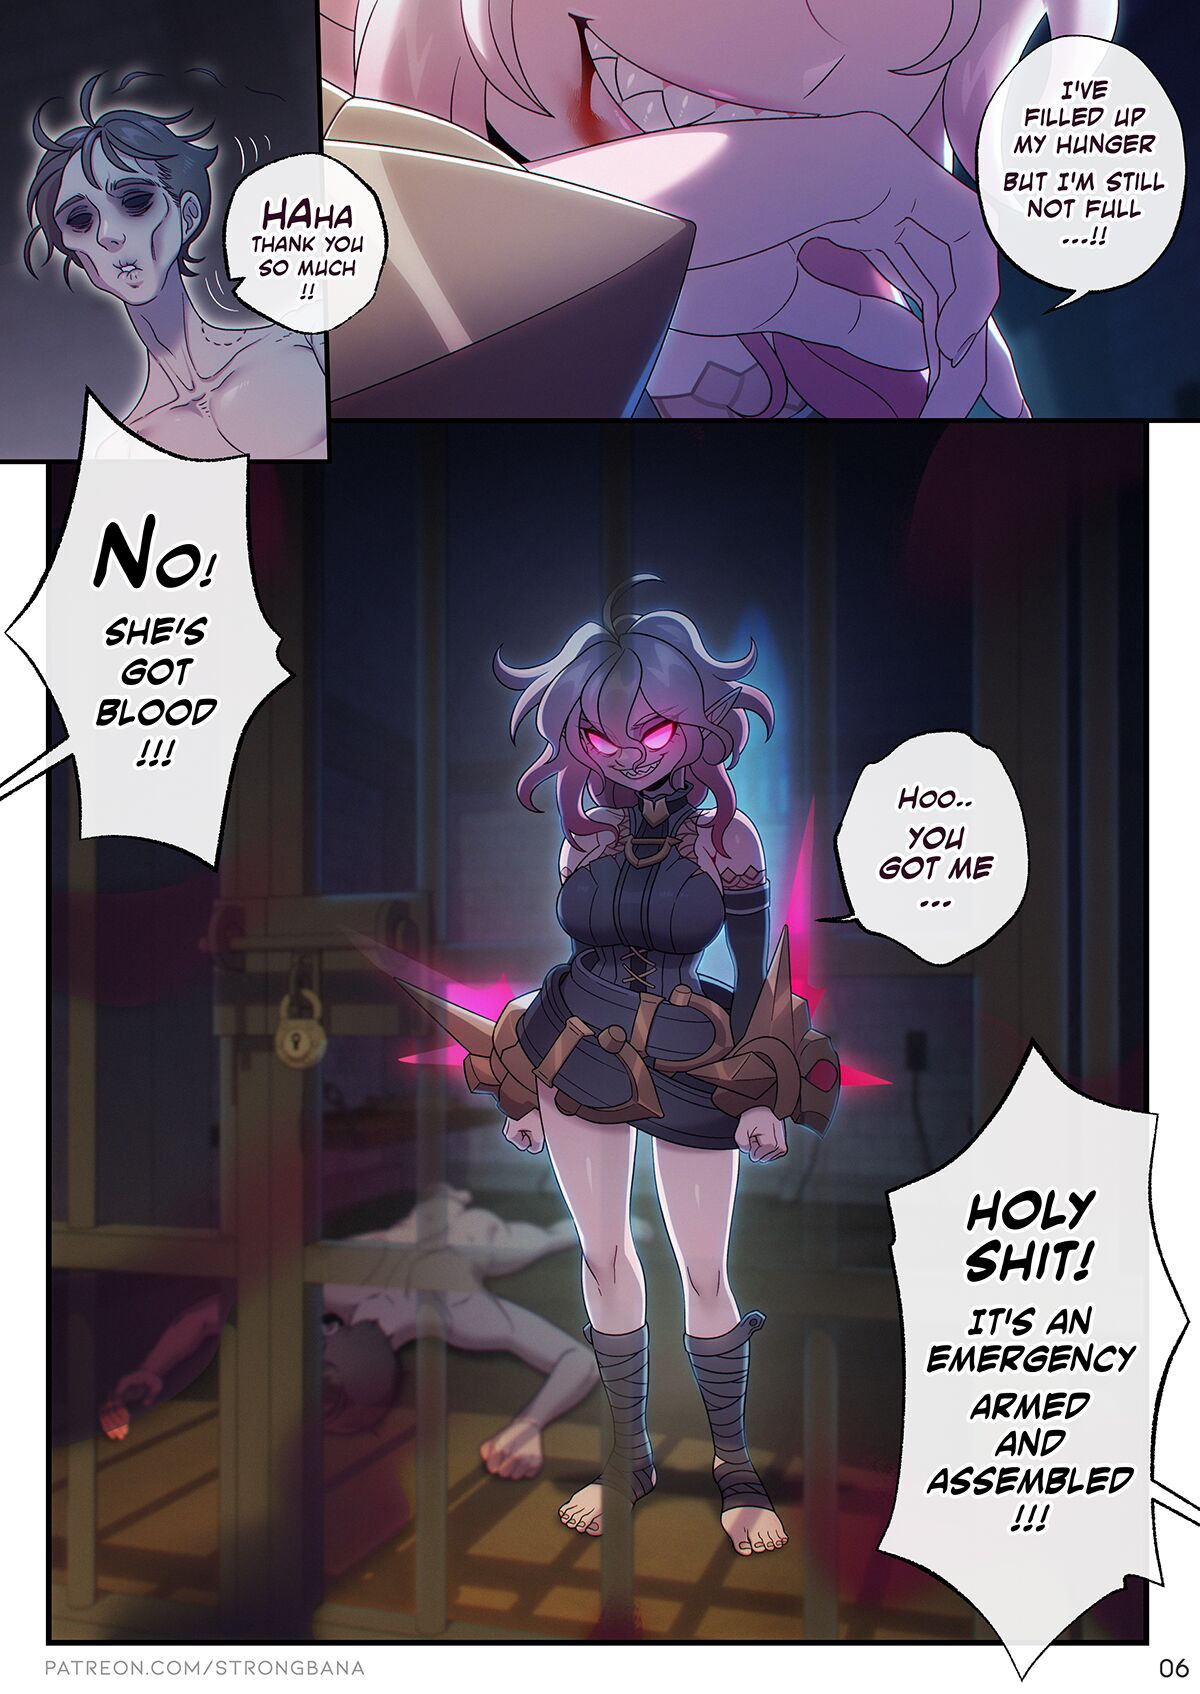 HAHA
THANK YOU
SO MUCH
!!
I'VE
FILLED UP
MY HUNGER
BUT I'M STILL
NOT FULL
...!!
NO!
SHE'S
GOT
BLOOD
!!!
HOO..
YOU
GOT ME
...
HOLY
SHIT!
IT'S AN
EMERGENCY
ARMED
AND
ASSEMBLED
!!!
PATREON.COM/STRONGBANA
06